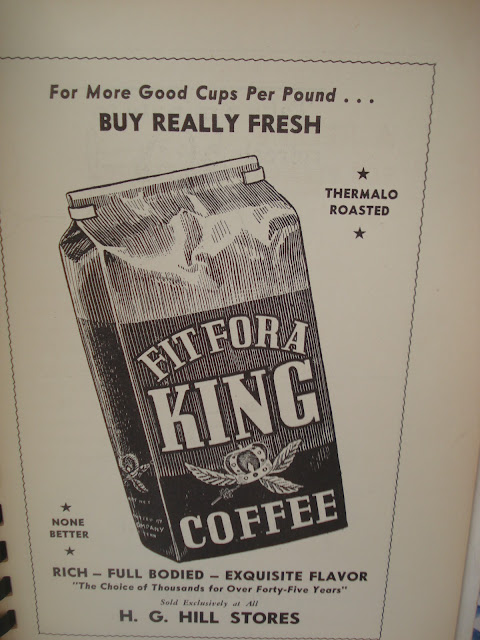 For More Good Cups Per Pound . . .
BUY REALLY FRESH
★
THERMALO
ROASTED
★
FIT FOR A
KING
COFFEE
COMPANY
★
NONE
BETTER
★
RICH – FULL BODIED – EXQUISITE FLAVOR
"The Choice of Thousands for Over Forty-Five Years"
Sold Exclusively at All
H. G. HILL STORES